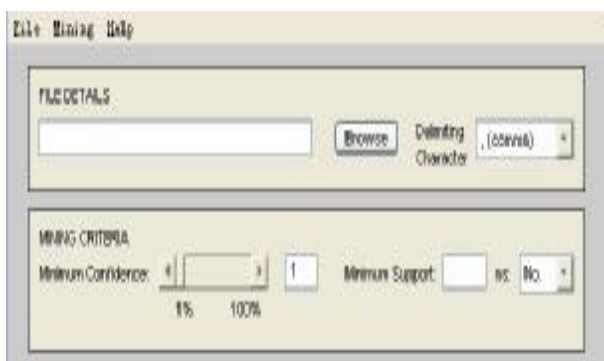 File Mining Help
FILE DETAILS
Browse
Delimiting
Character
, (comma)
MINING CRITERIA
Minimum Confidence:
1
Minimum Support:
as:
No.
1%
100%